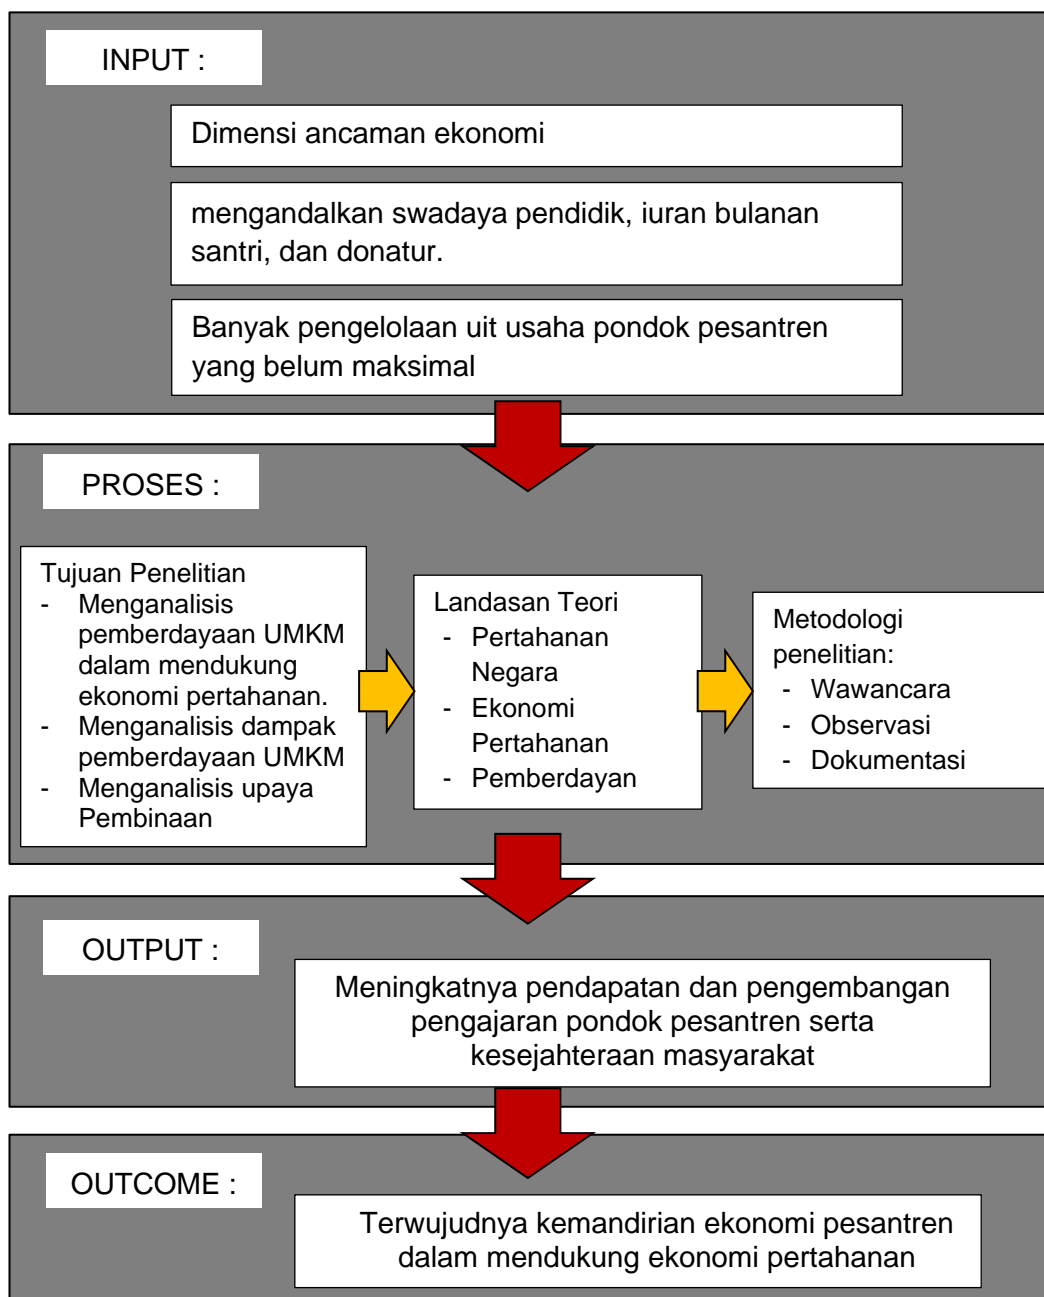 INPUT :
Dimensi ancaman ekonomi
mengandalkan swadaya pendidik, iuran bulanan
santri, dan donatur.
Banyak pengelolaan uit usaha pondok pesantren
yang belum maksimal
PROSES :
Tujuan Penelitian
- Menganalisis
pemberdayaan UMKM
dalam mendukung
ekonomi pertahanan.
- Menganalisis dampak
pemberdayaan UMKM
- Menganalisis upaya
Pembinaan
Landasan Teori
- Pertahanan
Negara
- Ekonomi
Pertahanan
- Pemberdayan
Metodologi
penelitian:
- Wawancara
- Observasi
- Dokumentasi
OUTPUT :
Meningkatnya pendapatan dan pengembangan
pengajaran pondok pesantren serta
kesejahteraan masyarakat
OUTCOME :
Terwujudnya kemandirian ekonomi pesantren
dalam mendukung ekonomi pertahanan